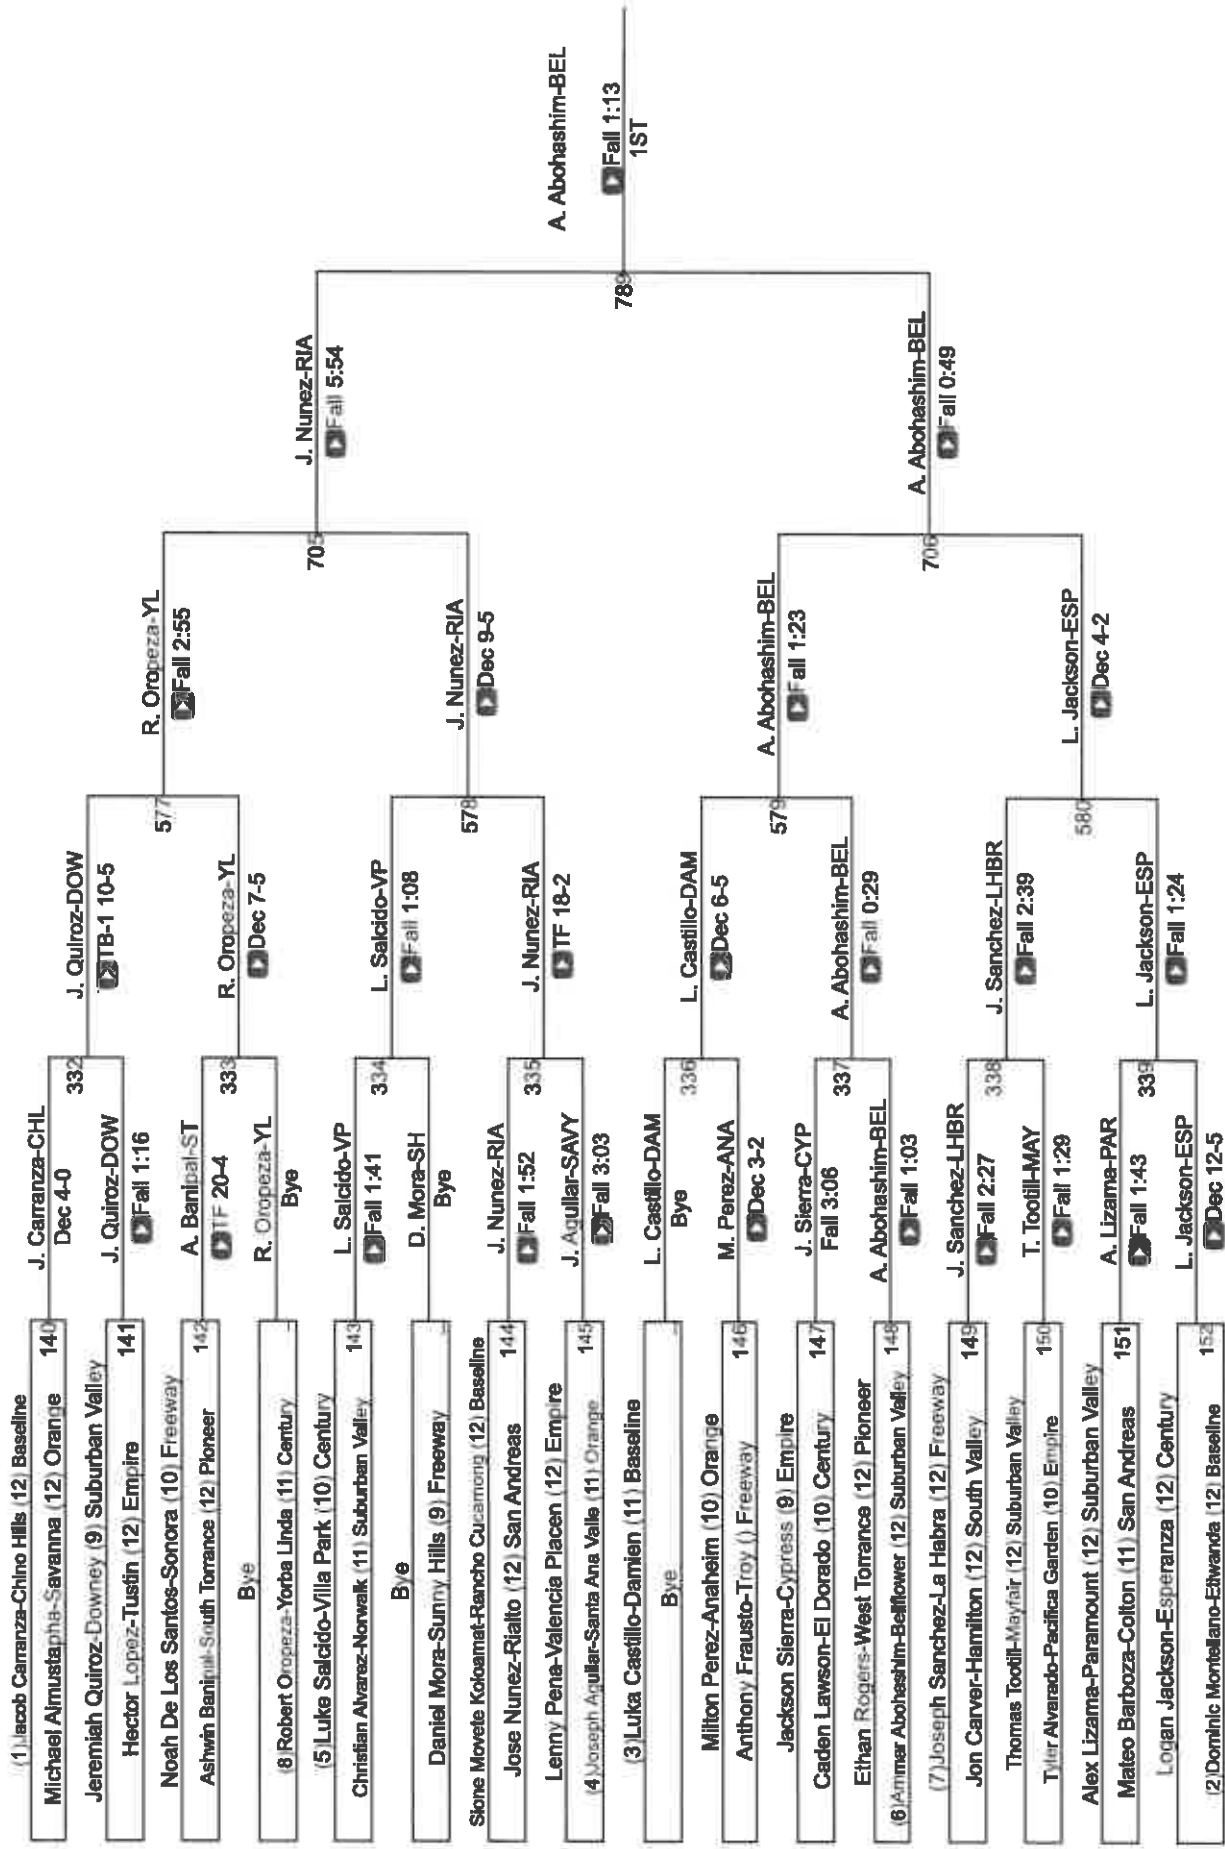 (1)Jacob Carranza-Chino Hills (12) Baseline
140
Michael Almustapha-Savanna (12) Orange
Jeremiah Quiroz-Downey (9) Suburban Valley
141
Hector Lopez-Tustin (12) Empire
Noah De Los Santos-Sonora (10) Freeway
142
Ashwin Banipal-South Torrance (12) Pioneer
Bye
(8)Robert Oropeza-Yorba Linda (11) Century
(5)Luke Salcido-Villa Park (10) Century
143
Christian Alvarez-Norwalk (11) Suburban Valley
Bye
Daniel Mora-Sunny Hills (9) Freeway
Sione Movete Koloamat-Rancho Cucamong (12) Baseline
144
Jose Nunez-Rialto (12) San Andreas
Lenny Pena-Valencia Placen (12) Empire
145
(4)Joseph Aguilar-Santa Ana Valle (11) Orange
(3)Luka Castillo-Damien (11) Baseline
Bye
Milton Perez-Anaheim (10) Orange
146
Anthony Frausto-Troy () Freeway
Jackson Sierra-Cypress (9) Empire
147
Caden Lawson-El Dorado (10) Century
Ethan Rogers-West Torrance (12) Pioneer
148
(6)Ammar Abohashim-Bellflower (12) Suburban Valley
(7)Joseph Sanchez-La Habra (12) Freeway
149
Jon Carver-Hamilton (12) South Valley
Thomas Tootill-Mayfair (12) Suburban Valley
150
Tyler Alvarado-Pacifica Garden (10) Empire
Alex Lizama-Paramount (12) Suburban Valley
151
Mateo Barboza-Colton (11) San Andreas
Logan Jackson-Esperanza (12) Century
152
(2)Dominic Montellano-Etiwanda (12) Baseline
J. Carranza-CHL
Dec 4-0
332
J. Quiroz-DOW
Fall 1:16
A. Banipal-ST
TF 20-4
333
R. Oropeza-YL
Bye
L. Salcido-VP
Fall 1:41
334
D. Mora-SH
Bye
J. Nunez-RIA
Fall 1:52
335
J. Aguilar-SAVY
Fall 3:03
L. Castillo-DAM
Bye
336
M. Perez-ANA
Dec 3-2
J. Sierra-CYP
Fall 3:06
337
A. Abohashim-BEL
Fall 1:03
J. Sanchez-LHBR
Fall 2:27
338
T. Tootill-MAY
Fall 1:29
A. Lizama-PAR
Fall 1:43
339
L. Jackson-ESP
Dec 12-5
J. Quiroz-DOW
TB-1 10-5
577
R. Oropeza-YL
Dec 7-5
L. Salcido-VP
Fall 1:08
578
J. Nunez-RIA
TF 18-2
L. Castillo-DAM
Dec 6-5
579
A. Abohashim-BEL
Fall 0:29
J. Sanchez-LHBR
Fall 2:39
580
L. Jackson-ESP
Fall 1:24
R. Oropeza-YL
Fall 2:55
705
J. Nunez-RIA
Dec 9-5
A. Abohashim-BEL
Fall 1:23
706
L. Jackson-ESP
Dec 4-2
J. Nunez-RIA
Fall 5:54
789
A. Abohashim-BEL
Fall 0:49
A. Abohashim-BEL
Fall 1:13
1ST